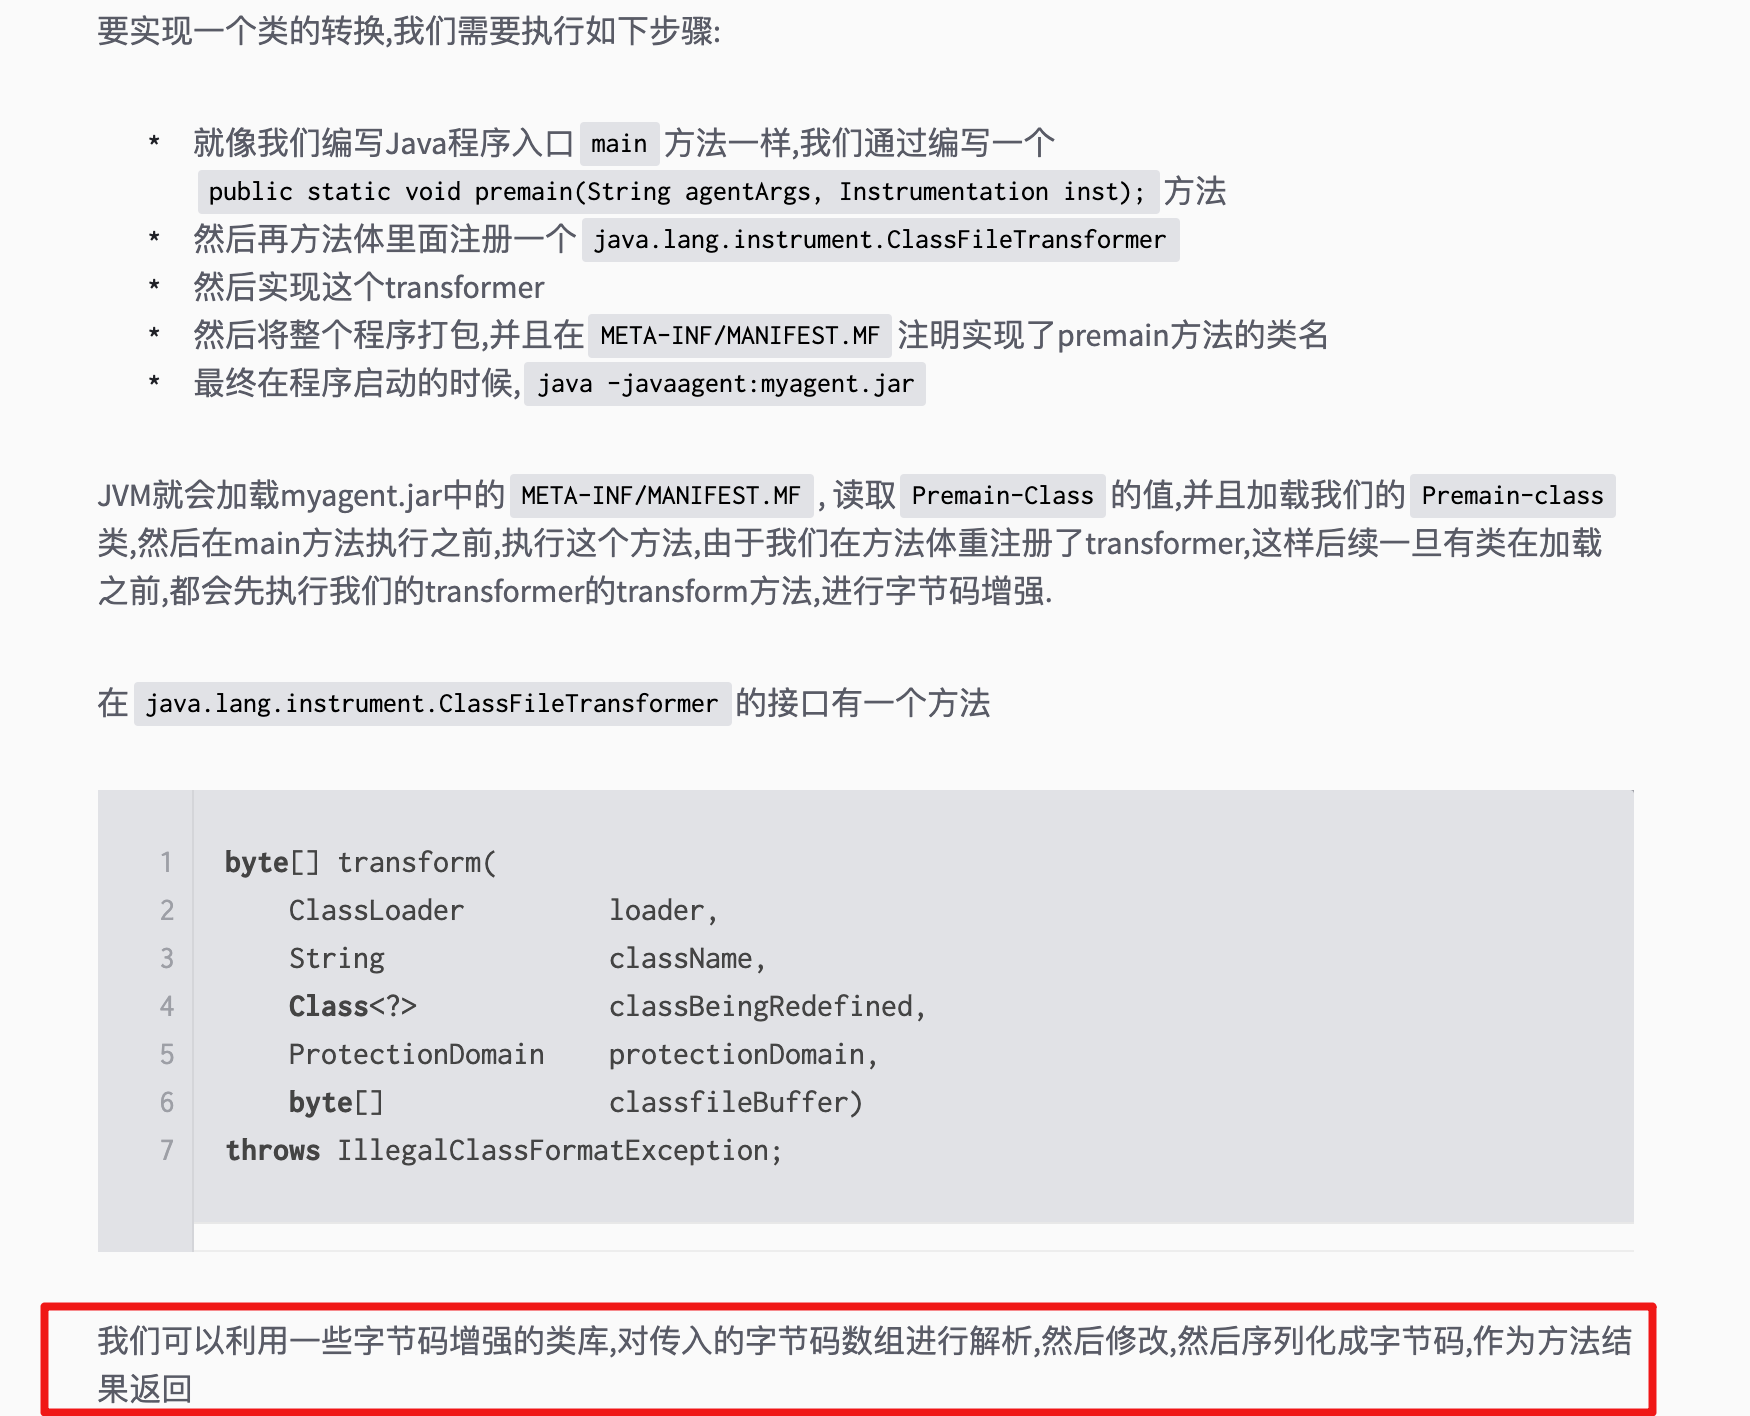 要实现一个类的转换,我们需要执行如下步骤:
* 就像我们编写Java程序入口 main 方法一样,我们通过编写一个
public static void premain(String agentArgs, Instrumentation inst); 方法
* 然后再方法体里面注册一个 java.lang.instrument.ClassFileTransformer
* 然后实现这个transformer
* 然后将整个程序打包,并且在 META-INF/MANIFEST.MF 注明实现了premain方法的类名
* 最终在程序启动的时候, java -javaagent:myagent.jar
JVM就会加载myagent.jar中的 META-INF/MANIFEST.MF , 读取 Premain-Class 的值,并且加载我们的 Premain-class
类,然后在main方法执行之前,执行这个方法,由于我们在方法体重注册了transformer,这样后续一旦有类在加载
之前,都会先执行我们的transformer的transform方法,进行字节码增强.
在 java.lang.instrument.ClassFileTransformer 的接口有一个方法
1 byte[] transform(
2 ClassLoader loader,
3 String className,
4 Class<?> classBeingRedefined,
5 ProtectionDomain protectionDomain,
6 byte[] classfileBuffer)
7 throws IllegalClassFormatException;
我们可以利用一些字节码增强的类库,对传入的字节码数组进行解析,然后修改,然后序列化成字节码,作为方法结
果返回